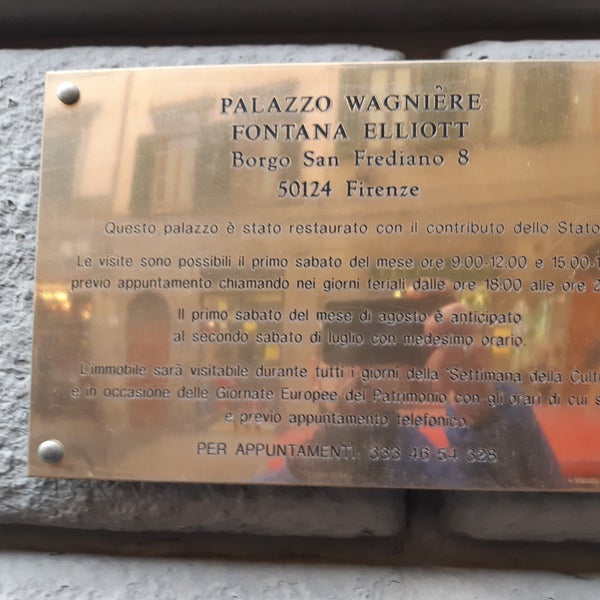 PALAZZO WAGNIÈRE
FONTANA ELLIOTT
Borgo San Frediano 8
50124 Firenze
Questo palazzo è stato restaurato con il contributo dello Stato
Le visite sono possibili il primo sabato del mese ore 9:00-12:00 e 15:00-1
previo appuntamento chiamando nei giorni feriali dalle ore 18:00 alle ore 2
Il primo sabato del mese di agosto è anticipato
al secondo sabato di luglio con medesimo orario.
L'immobile sarà visitabile durante tutti i giorni della "Settimana della Cult
e in occasione delle Giornate Europee del Patrimonio con gli orari di cui s
e previo appuntamento telefonico.
PER APPUNTAMENTI: 333 46 54 325